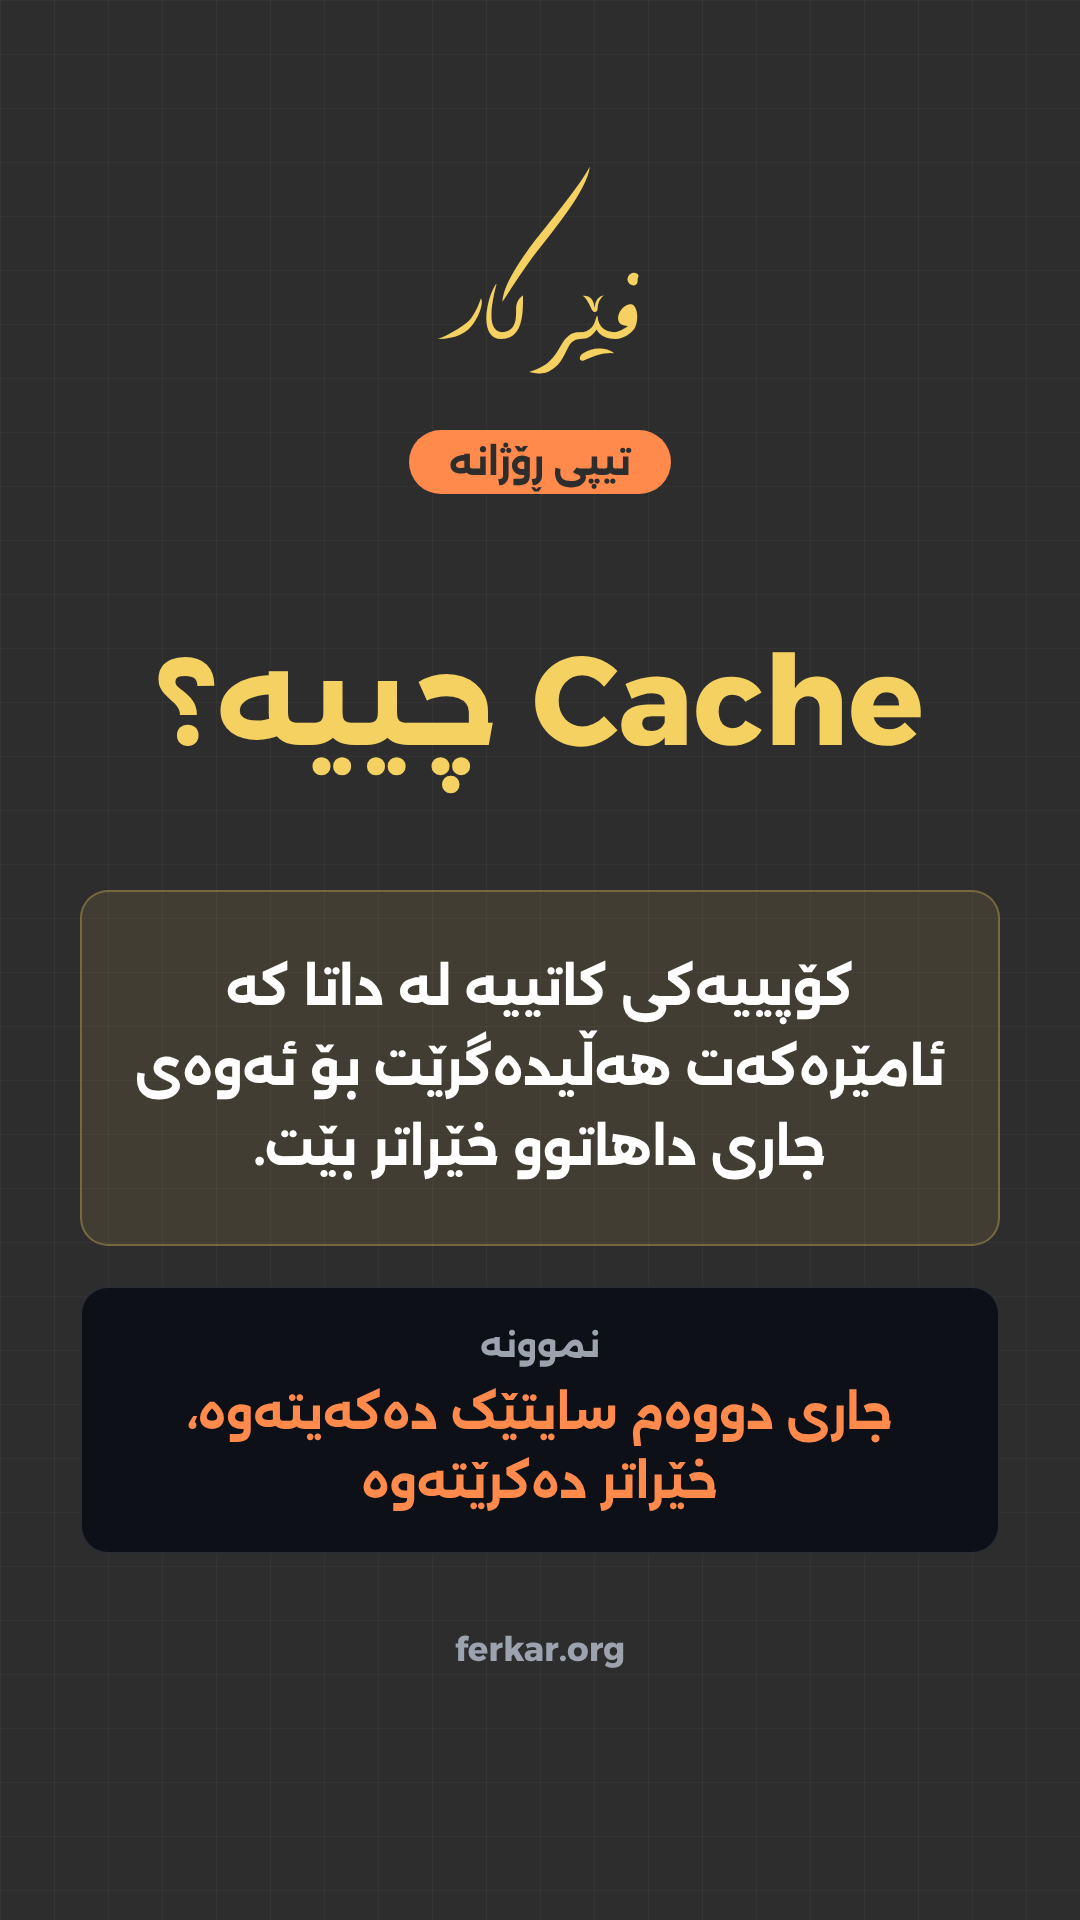 فێرکار
تیپی ڕۆژانە
Cache چییە؟
کۆپییەکی کاتییە لە داتا کە
ئامێرەکەت هەڵیدەگرێت بۆ ئەوەی
جاری داهاتوو خێراتر بێت.
نموونە
جاری دووەم سایتێک دەکەیتەوە،
خێراتر دەکرێتەوە
ferkar.org